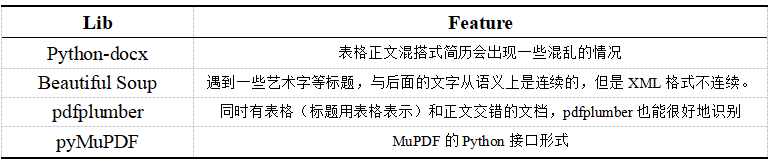 Lib Feature
Python-docx 表格正文混搭式简历会出现一些混乱的情况
Beautiful Soup 遇到一些艺术字等标题，与后面的文字从语义上是连续的，但是 XML 格式不连续。
pdfplumber 同时有表格（标题用表格表示）和正文交错的文档，pdfplumber 也能很好地识别
pyMuPDF MuPDF 的 Python 接口形式